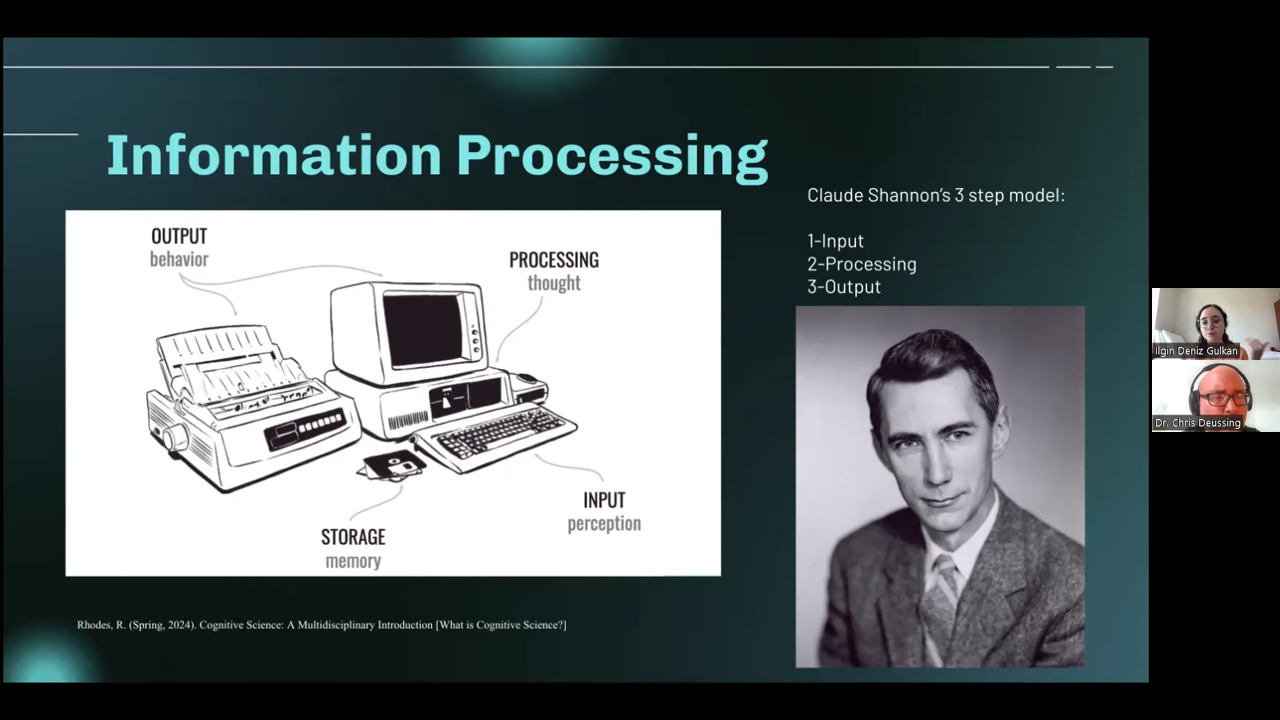 Information Processing
Claude Shannon's 3 step model:
1-Input
2-Processing
3-Output
OUTPUT
behavior
PROCESSING
thought
INPUT
perception
STORAGE
memory
Rhodes, R. (Spring, 2024). Cognitive Science: A Multidisciplinary Introduction [What is Cognitive Science?]
Ilgin Deniz Gulkan
Dr. Chris Deussing